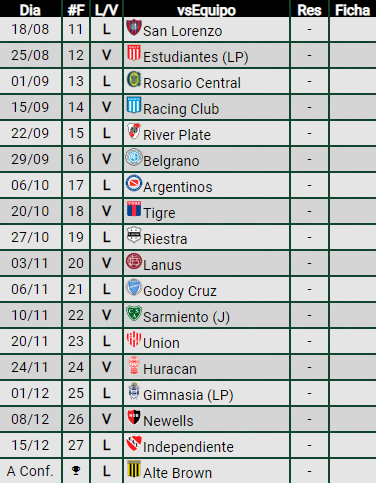 Dia #F L/V vsEquipo Res Ficha
18/08 11 L San Lorenzo -
25/08 12 V Estudiantes (LP) -
01/09 13 L Rosario Central -
15/09 14 V Racing Club -
22/09 15 L River Plate -
29/09 16 V Belgrano -
06/10 17 L Argentinos -
20/10 18 V Tigre -
27/10 19 L Riestra -
03/11 20 V Lanus -
06/11 21 L Godoy Cruz -
10/11 22 V Sarmiento (J) -
20/11 23 L Union -
24/11 24 V Huracan -
01/12 25 L Gimnasia (LP) -
08/12 26 V Newells -
15/12 27 L Independiente -
A Conf. L Alte Brown -